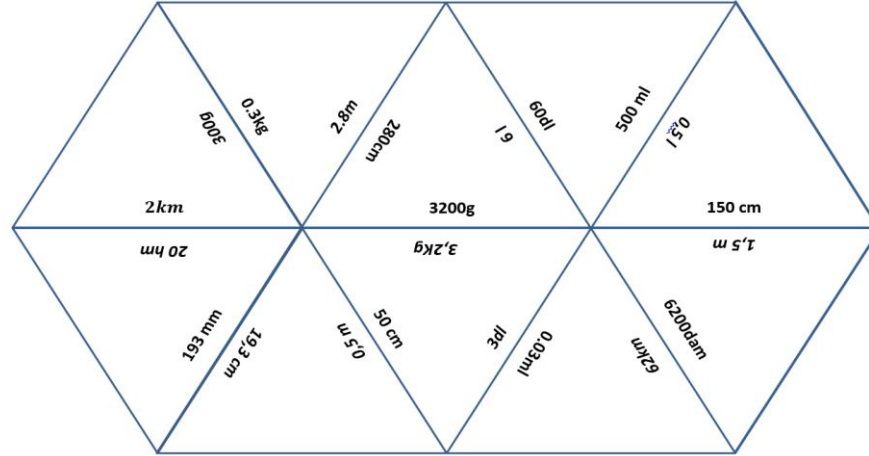 300g
0.3kg
2.8m
280cm
6 l
60dl
500 ml
0,5 l
2km
20 hm
3200g
3,2Kg
150 cm
1,5 m
193 mm
19,3 cm
0,5 m
50 cm
3dl
0.03ml
62km
6200dam